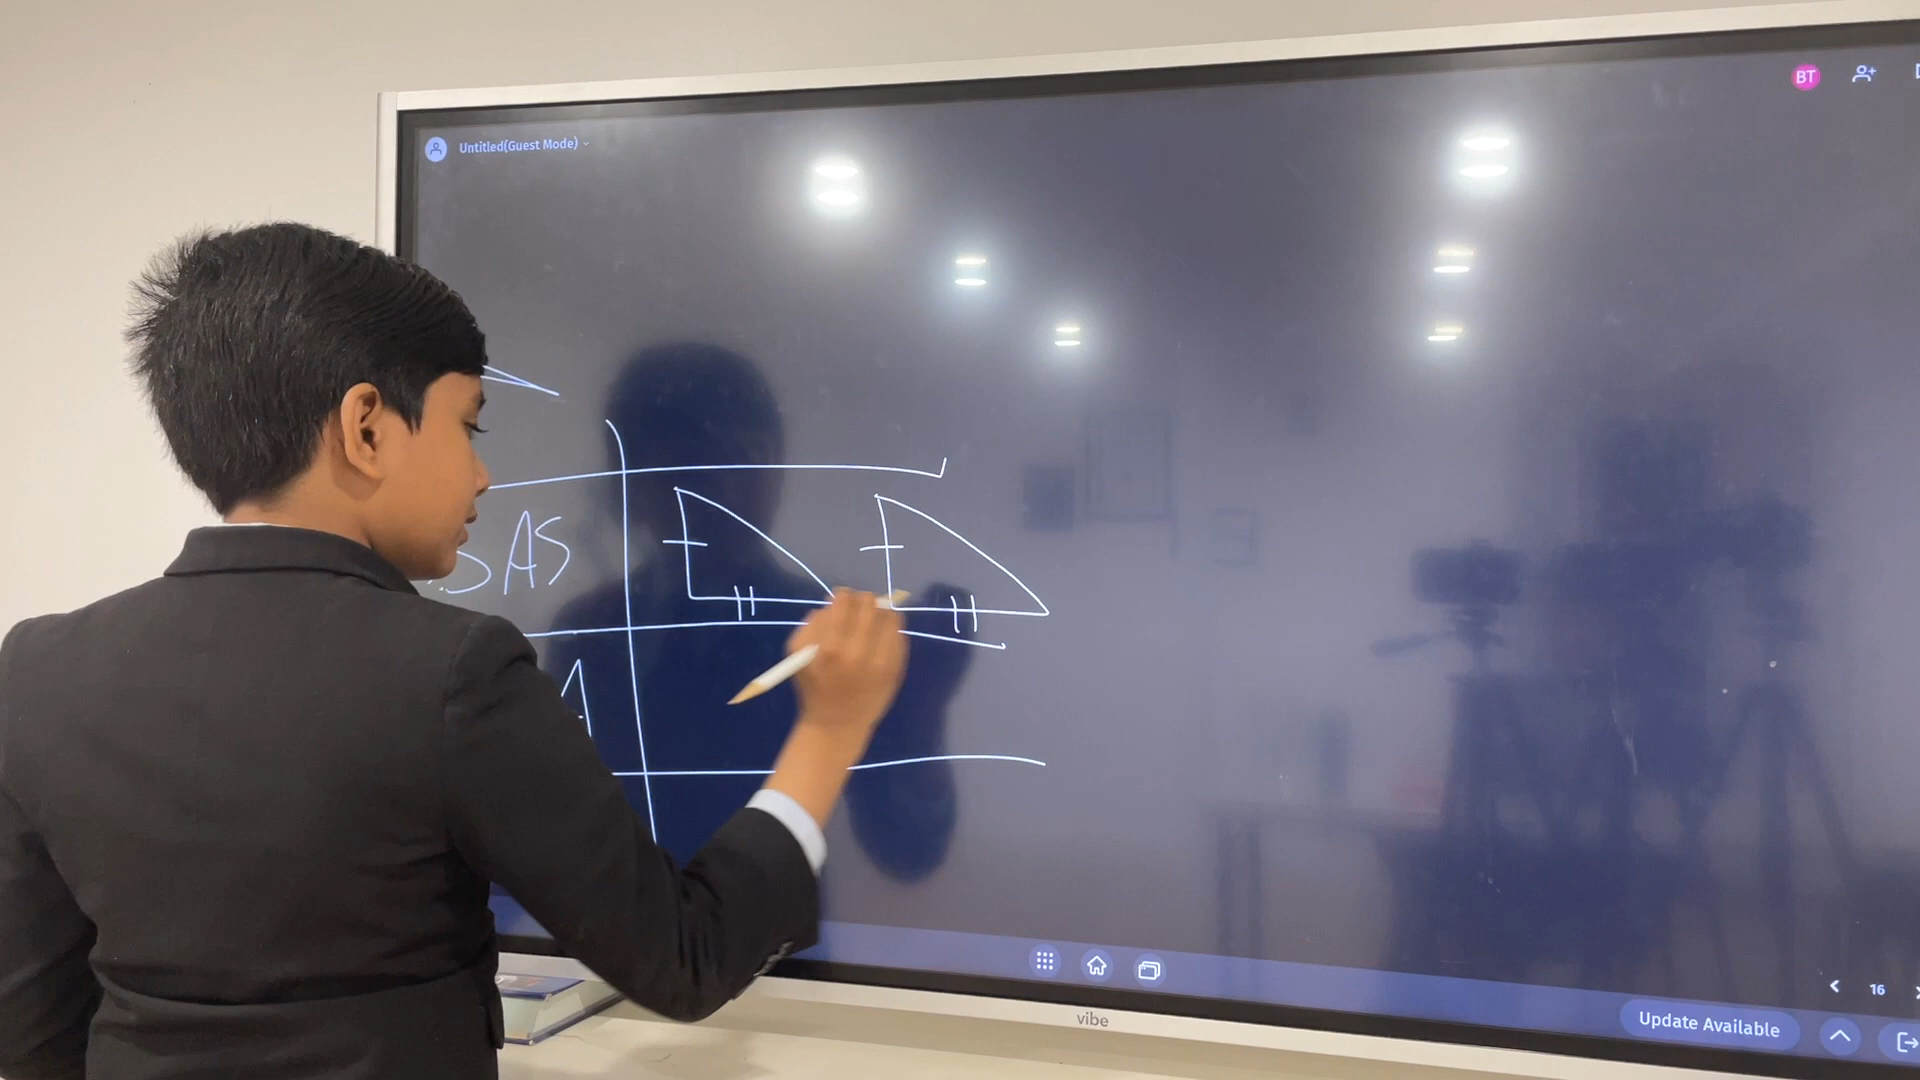 BT
Untitled(Guest Mode)
SAS
A
16
Update Available
vibe